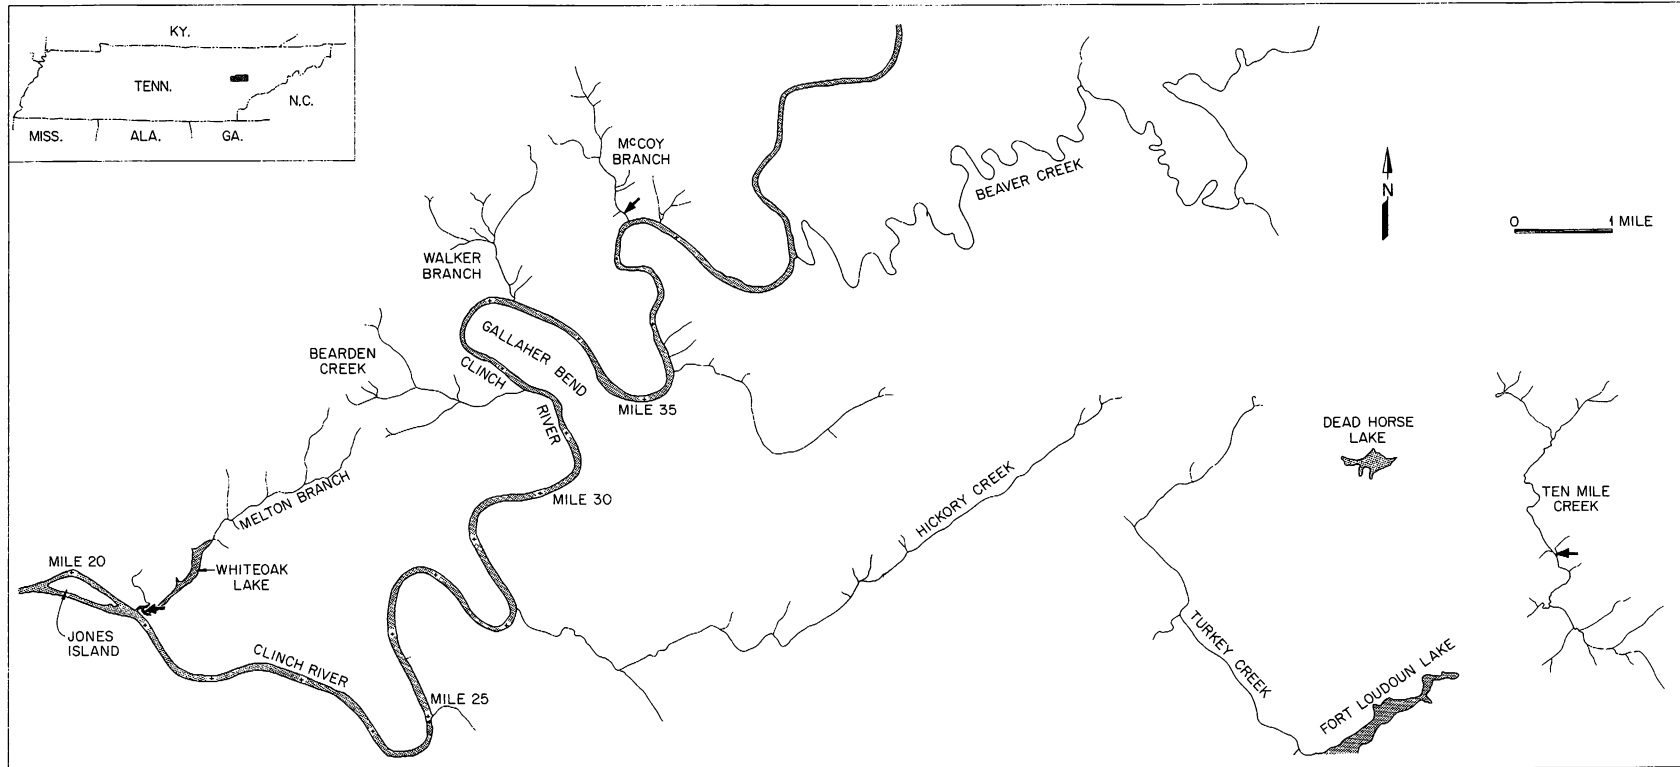 KY.
TENN.
N.C.
MISS.
ALA.
GA.
McCOY
BRANCH
BEAVER CREEK
N
0
1 MILE
WALKER
BRANCH
GALLAHER BEND
BEARDEN
CREEK
CLINCH
RIVER
MILE 35
DEAD HORSE
LAKE
MELTON BRANCH
MILE 30
HICKORY CREEK
TEN MILE
CREEK
MILE 20
WHITEOAK
LAKE
JONES
ISLAND
CLINCH RIVER
MILE 25
TURKEY CREEK
FORT LOUDOUN LAKE